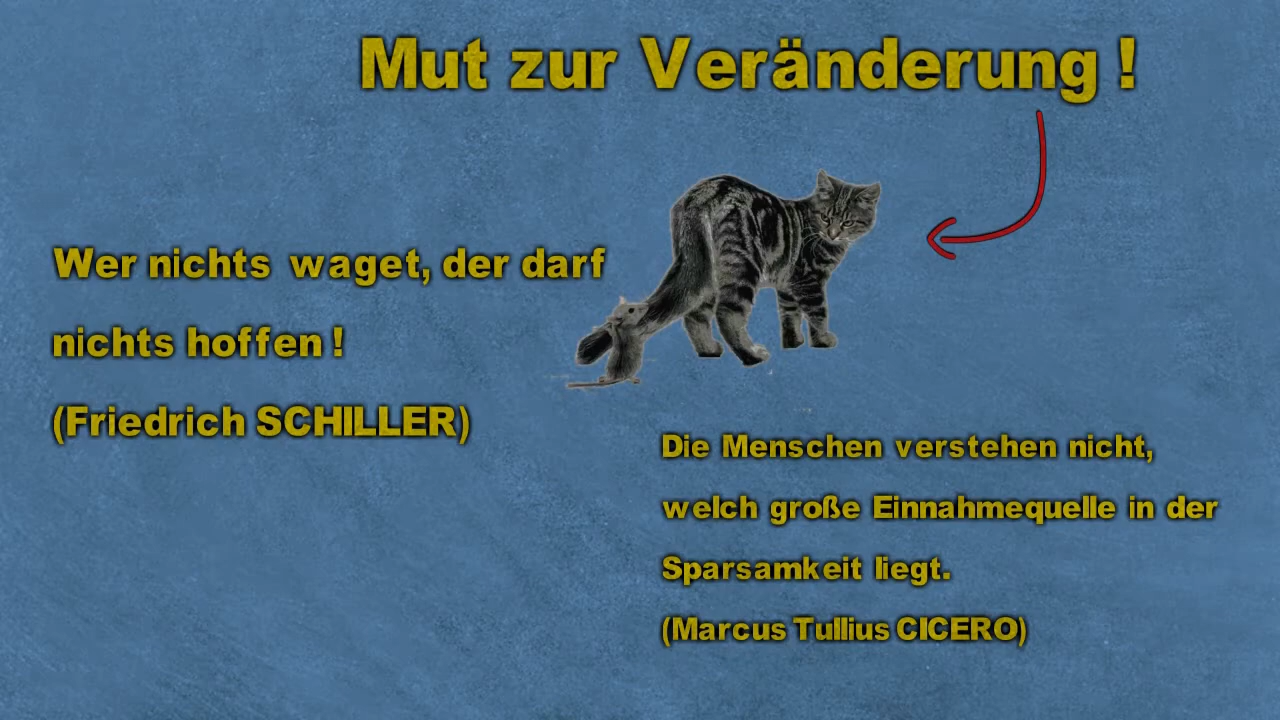 Mut zur Veränderung !
Wer nichts waget, der darf
nichts hoffen !
(Friedrich SCHILLER)
Die Menschen verstehen nicht,
welch große Einnahmequelle in der
Sparsamkeit liegt.
(Marcus Tullius CICERO)